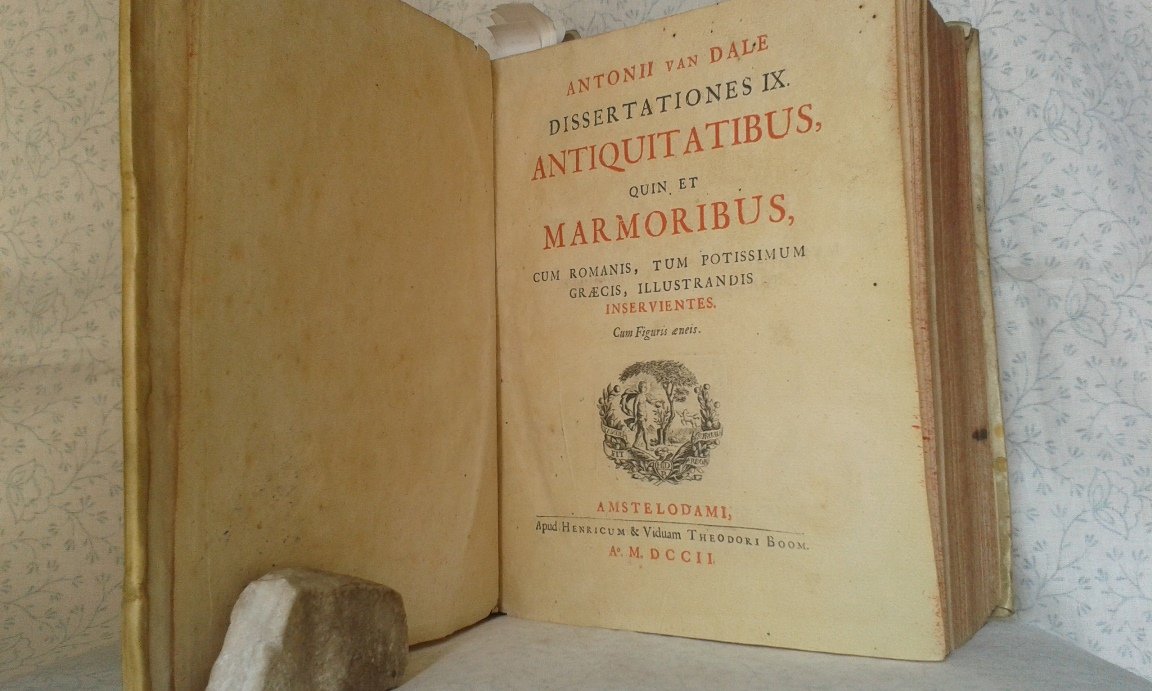 ANTONII VAN DALE
DISSERTATIONES IX.
ANTIQUITATIBUS,
QUIN ET
MARMORIBUS,
CUM ROMANIS, TUM POTISSIMUM
GRÆCIS, ILLUSTRANDIS
INSERVIENTES.
Cum Figuris æneis.
AMSTELODAMI,
Apud HENRICUM & Viduam THEODORI BOOM.
Aº. M. DCCII.